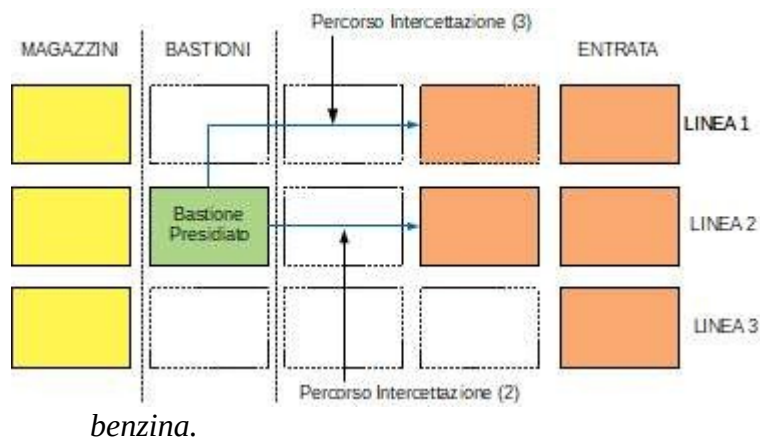 Percorso Intercettazione (3)
MAGAZZINI BASTIONI ENTRATA
LINEA 1
Bastione
Presidiato
LINEA 2
LINEA 3
Percorso Intercettazione (2)
benzina.